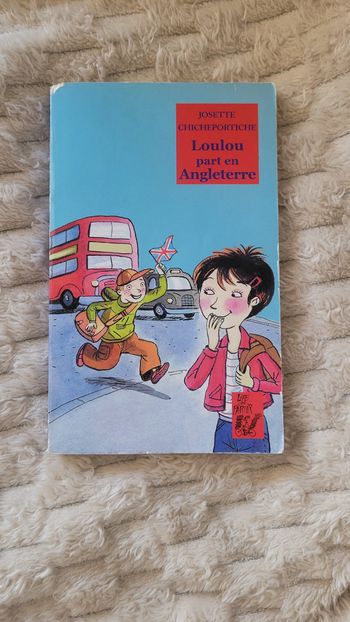 JOSETTE
CHICHEPORTICHE
Loulou
part en
Angleterre